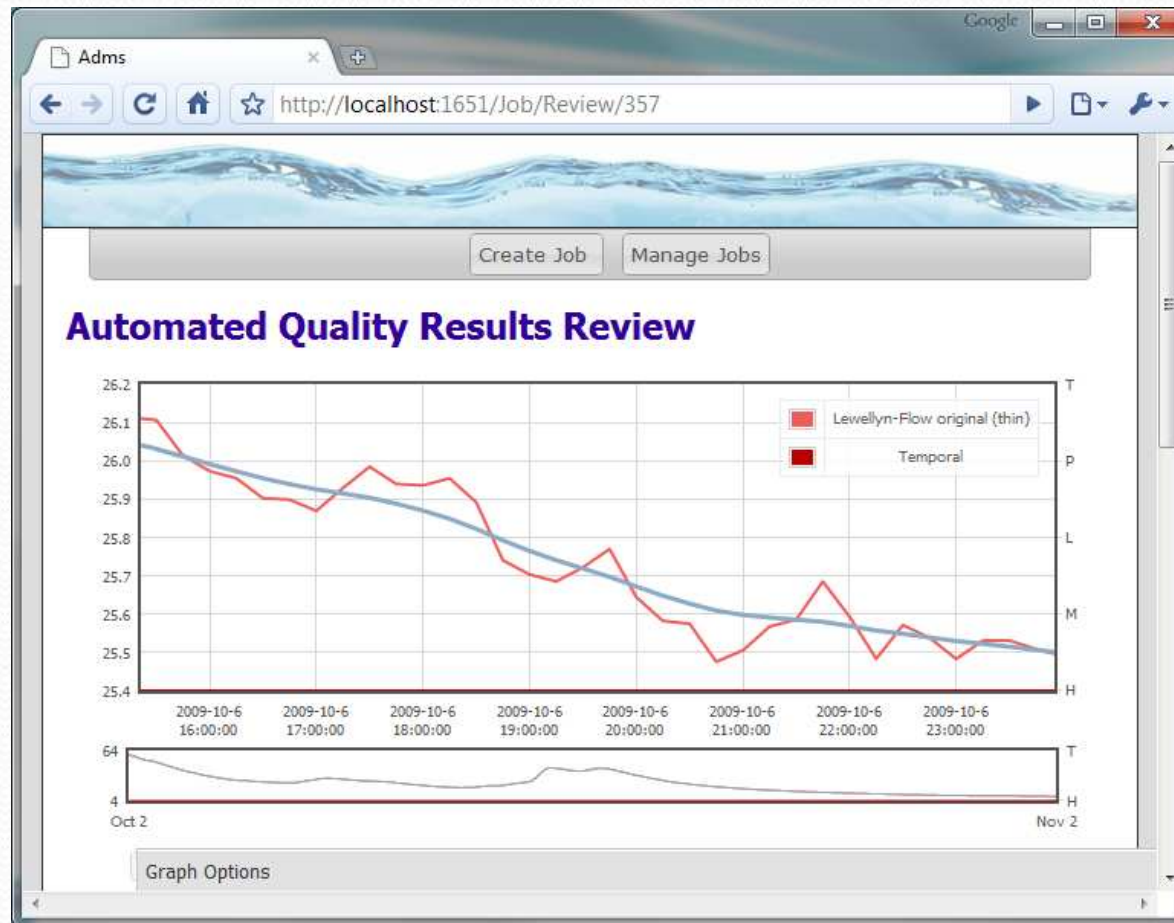 Google
Adms
http://localhost:1651/Job/Review/357
Create Job Manage Jobs
Automated Quality Results Review
26.2 T
26.1
Lewellyn-Flow original (thin)
26.0 Temporal P
25.9
25.8 L
25.7
25.6 M
25.5
25.4 H
2009-10-6 2009-10-6 2009-10-6 2009-10-6 2009-10-6 2009-10-6 2009-10-6 2009-10-6
16:00:00 17:00:00 18:00:00 19:00:00 20:00:00 21:00:00 22:00:00 23:00:00
64 T
4 H
Oct 2 Nov 2
Graph Options